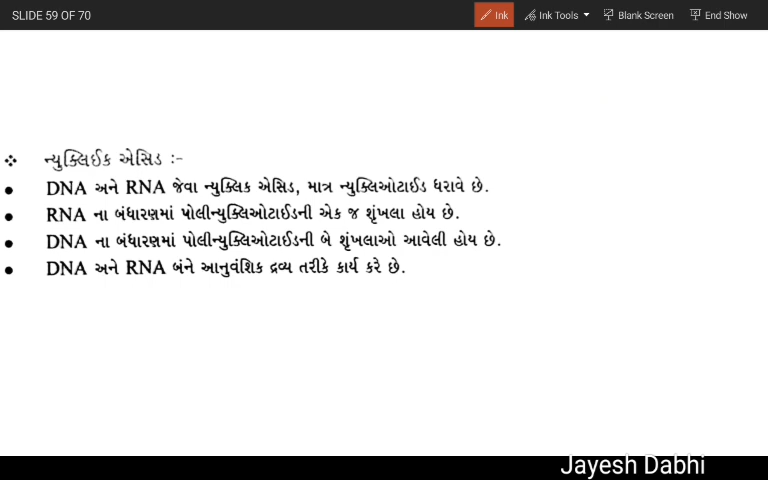 SLIDE 59 OF 70
Ink
Ink Tools
Blank Screen
End Show
❖ ન્યુક્લિઈક એસિડ :-
● DNA અને RNA જેવા ન્યુક્લિક એસિડ, માત્ર ન્યુક્લિઓટાઈડ ધરાવે છે.
● RNA ના બંધારણમાં પોલીન્યુક્લિઓટાઈડની એક જ શૃંખલા હોય છે.
● DNA ના બંધારણમાં પોલીન્યુક્લિઓટાઈડની બે શૃંખલાઓ આવેલી હોય છે.
● DNA અને RNA બંને આનુવંશિક દ્રવ્ય તરીકે કાર્ય કરે છે.
Jayesh Dabhi